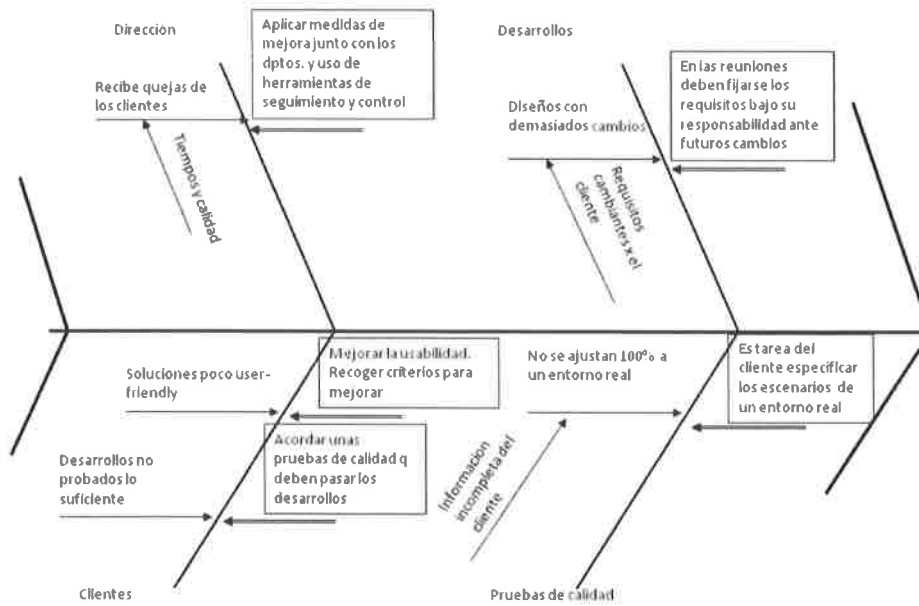 Dirección
Aplicar medidas de
mejora junto con los
dptos. y uso de
herramientas de
seguimiento y control
Recibe quejas de
los clientes
Tiempos y calidad
Desarrollos
En las reuniones
deben fijarse los
requisitos bajo su
responsabilidad ante
futuros cambios
Diseños con
demasiados cambios
Requisitos
cambiantes x el
cliente
Mejorar la usabilidad.
Recoger criterios para
mejorar
Soluciones poco user-
friendly
Acordar unas
pruebas de calidad q
deben pasar los
desarrollos
Desarrollos no
probados lo
suficiente
Clientes
No se ajustan 100% a
un entorno real
Es tarea del
cliente especificar
los escenarios de
un entorno real
Informacion
incompleta del
cliente
Pruebas de calidad